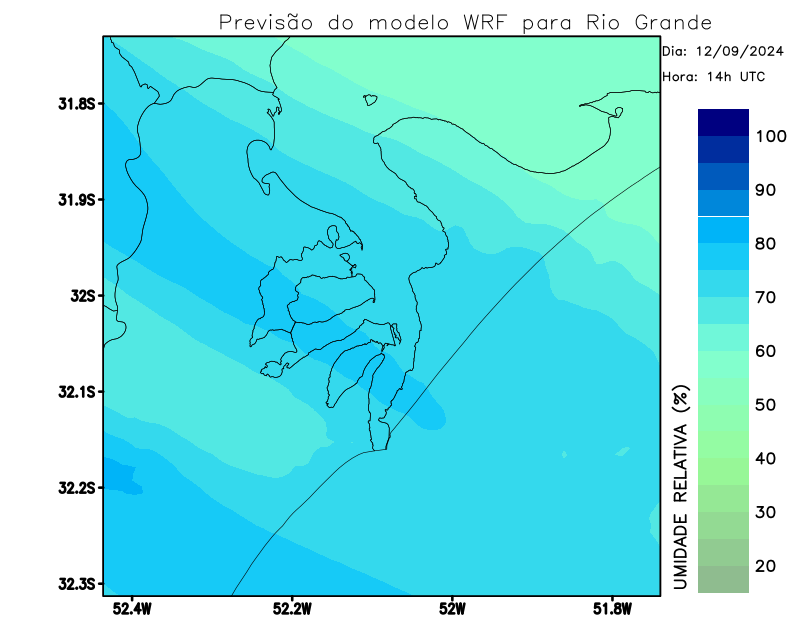 Previsão do modelo WRF para Rio Grande
Dia: 12/09/2024
Hora: 14h UTC
31.8S
31.9S
32S
32.1S
32.2S
32.3S
52.4W
52.2W
52W
51.8W
100
90
80
70
60
50
40
30
20
UMIDADE RELATIVA (%)